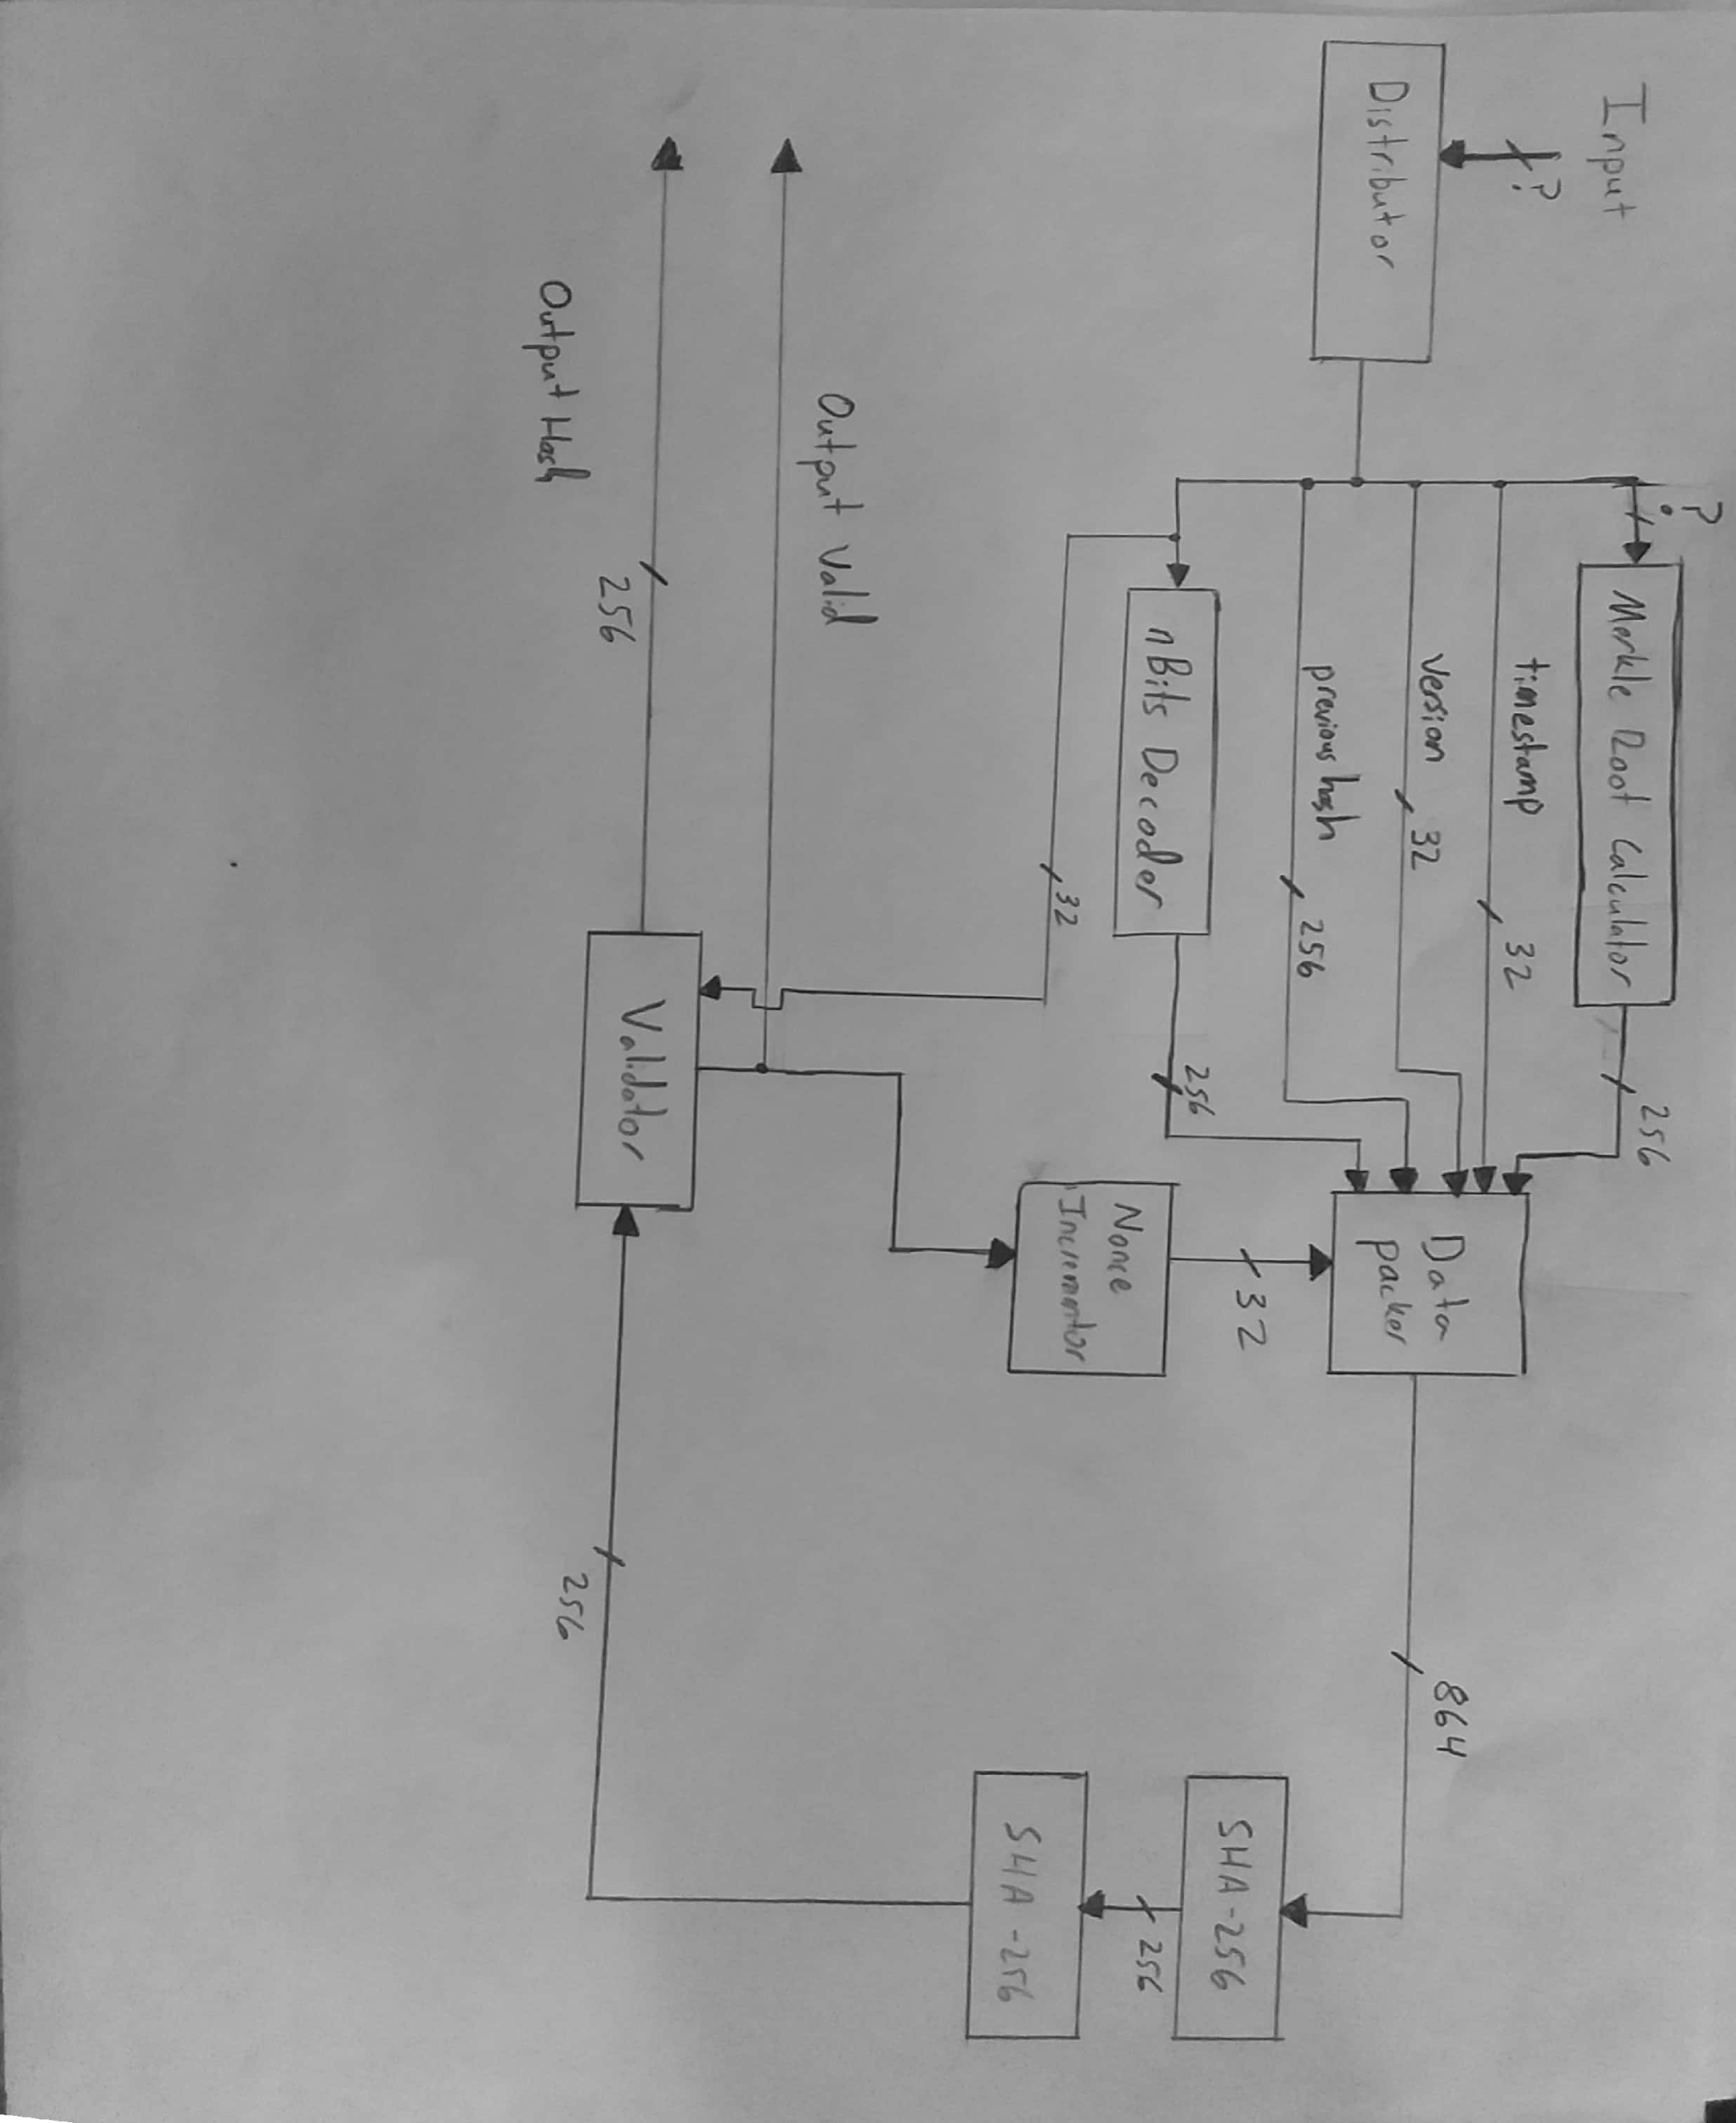 Input
?
Distributor
?
Merkle Root Calculator
256
timestamp
32
version
32
previous hash
256
nBits Decoder
256
32
Data
packer
864
32
Nonce
SHA-256
256
SHA-256
Output Valid
Validator
256
Output Hash
256